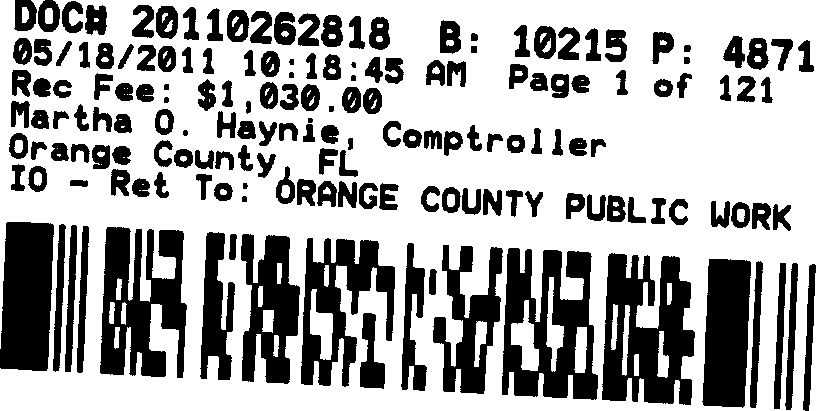 DOC# 20110262818 B: 10215 P: 4871
05/18/2011 10:18:45 AM Page 1 of 121
Rec Fee: $1,030.00
Martha O. Haynie, Comptroller
Orange County, FL
IO - Ret To: ORANGE COUNTY PUBLIC WORK